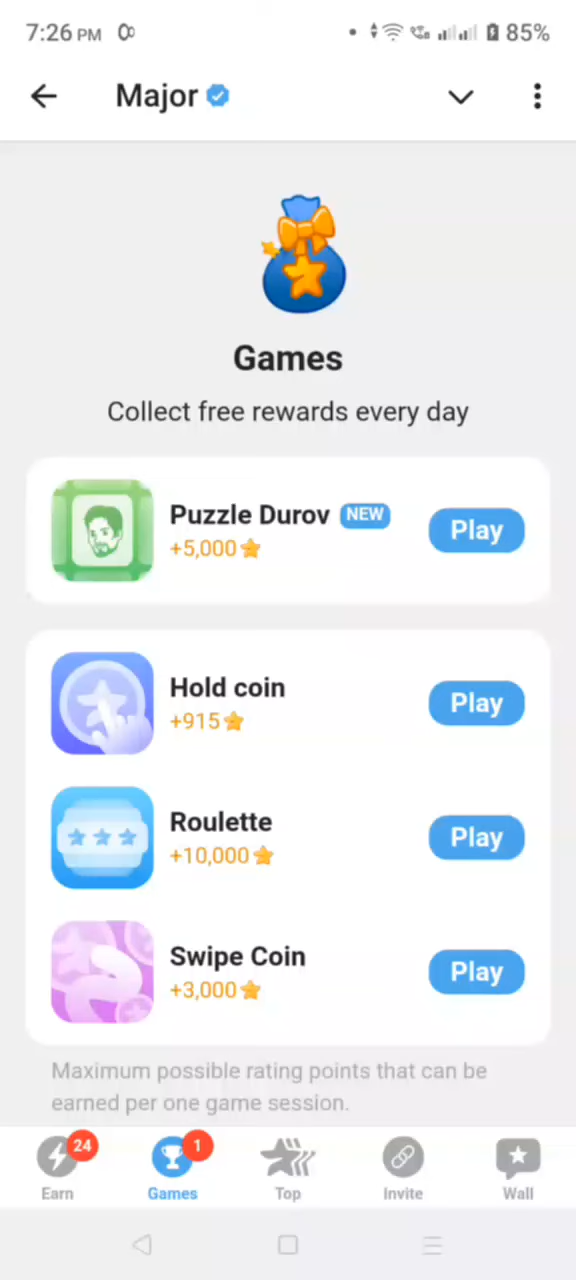 7:26 PM
85%
Major
Games
Collect free rewards every day
Puzzle Durov NEW
+5,000
Play
Hold coin
+915
Play
Roulette
+10,000
Play
Swipe Coin
+3,000
Play
Maximum possible rating points that can be
earned per one game session.
24
1
Earn
Games
Top
Invite
Wall